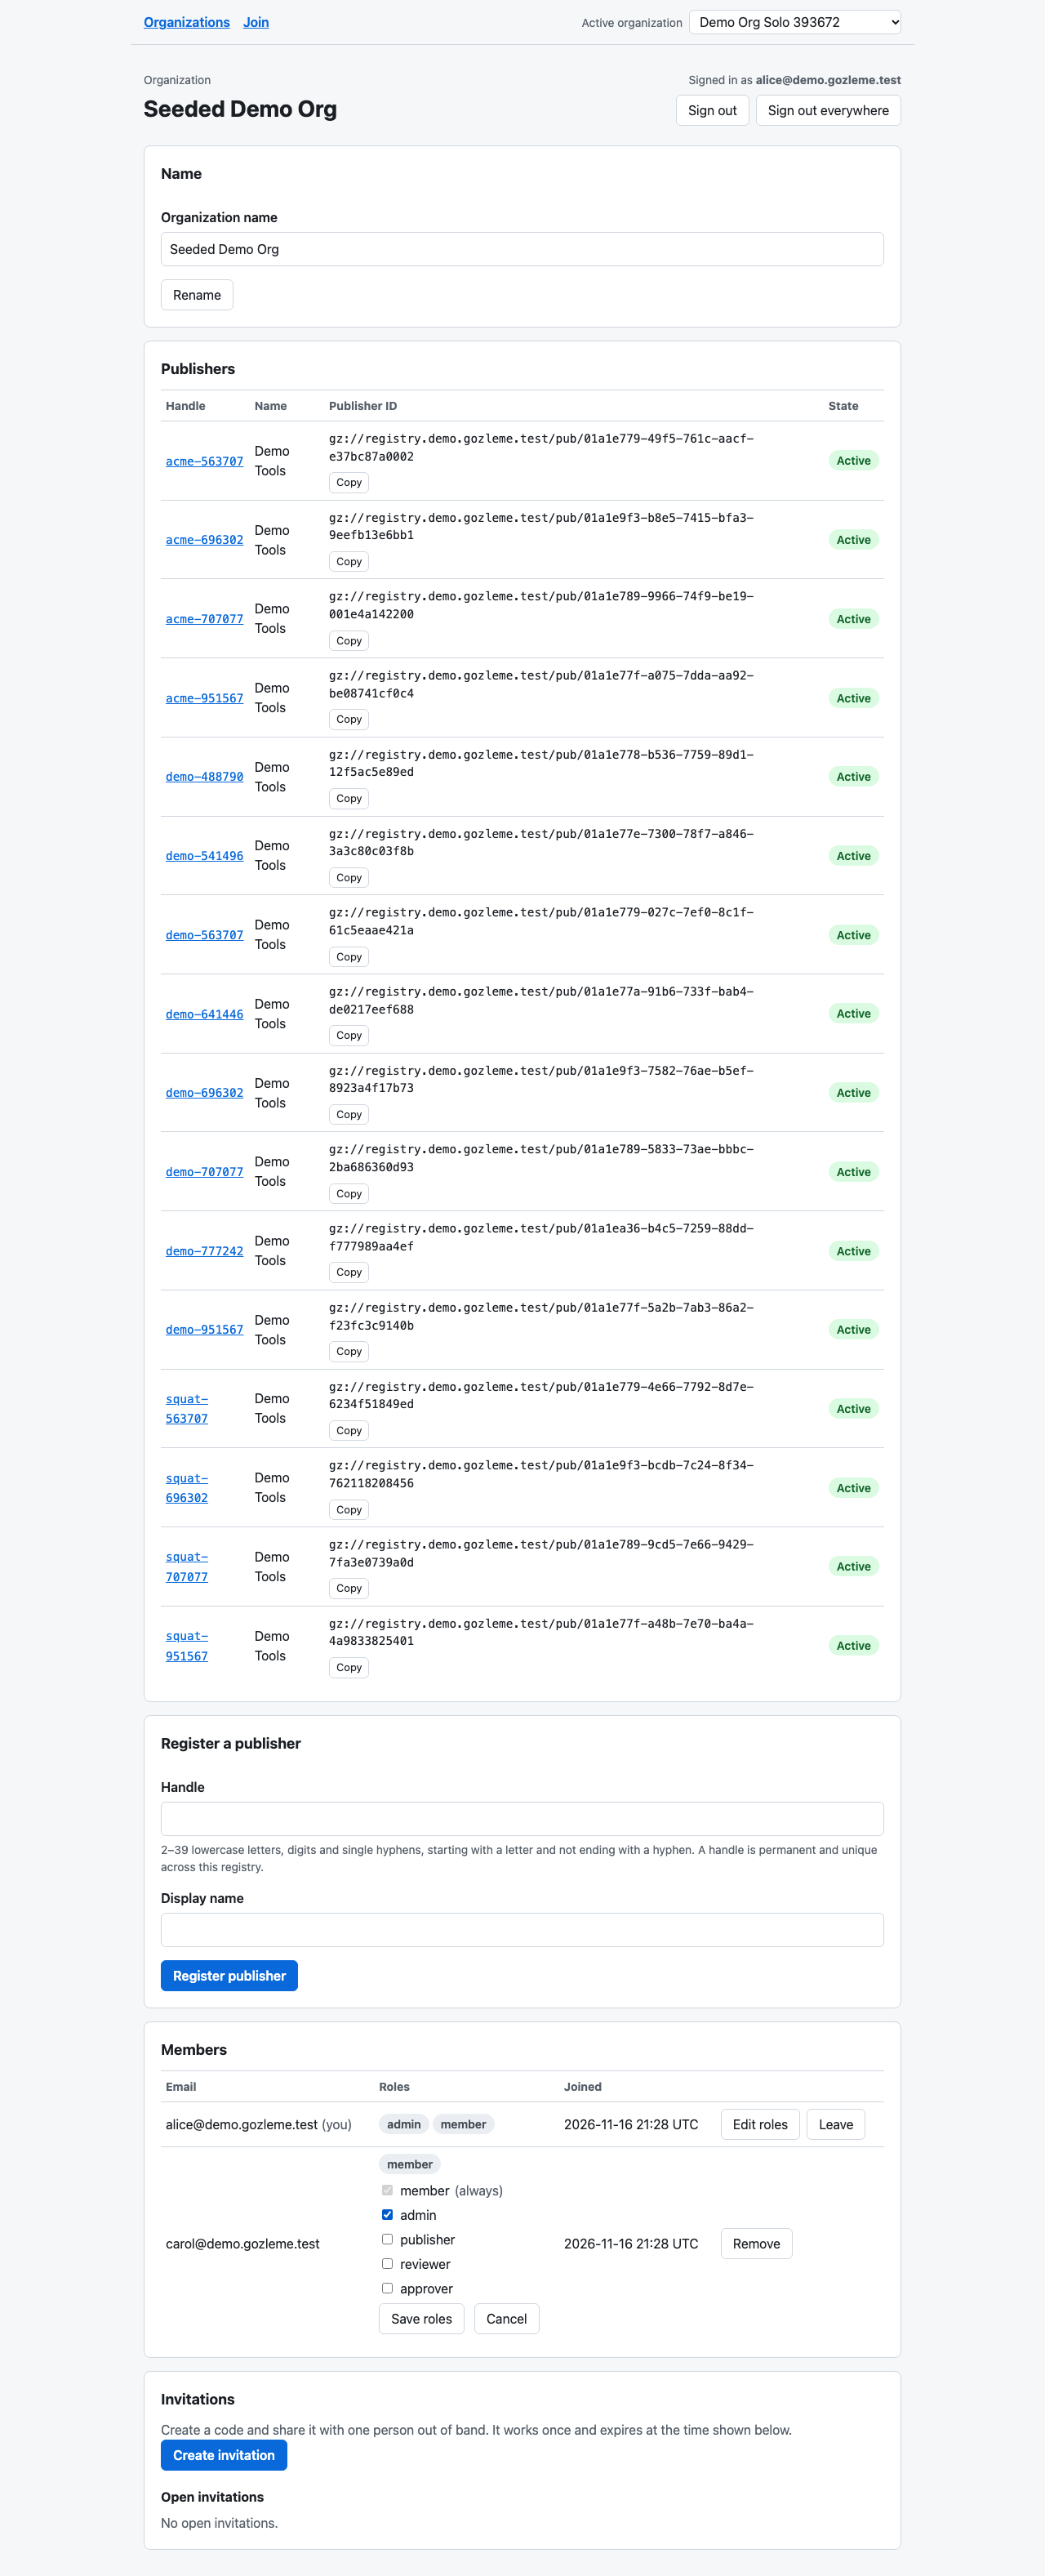 Organizations Join Active organization Demo Org Solo 393672
Organization Signed in as alice@demo.gozleme.test
Seeded Demo Org Sign out Sign out everywhere
Name
Organization name
Seeded Demo Org
Rename
Publishers
Handle Name Publisher ID State
acme-563707 Demo Tools gz://registry.demo.gozleme.test/pub/01a1e779-49f5-761c-aacf-
e37bc87a0002 Active
Copy
acme-696302 Demo Tools gz://registry.demo.gozleme.test/pub/01a1e9f3-b8e5-7415-bfa3-
9eefb13e6bb1 Active
Copy
acme-707077 Demo Tools gz://registry.demo.gozleme.test/pub/01a1e789-9966-74f9-be19-
001e4a142200 Active
Copy
acme-951567 Demo Tools gz://registry.demo.gozleme.test/pub/01a1e77f-a075-7dda-aa92-
be08741cf0c4 Active
Copy
demo-488790 Demo Tools gz://registry.demo.gozleme.test/pub/01a1e778-b536-7759-89d1-
12f5ac5e89ed Active
Copy
demo-541496 Demo Tools gz://registry.demo.gozleme.test/pub/01a1e77e-7300-78f7-a846-
3a3c80c03f8b Active
Copy
demo-563707 Demo Tools gz://registry.demo.gozleme.test/pub/01a1e779-027c-7ef0-8c1f-
61c5eaae421a Active
Copy
demo-641446 Demo Tools gz://registry.demo.gozleme.test/pub/01a1e77a-91b6-733f-bab4-
de0217eef688 Active
Copy
demo-696302 Demo Tools gz://registry.demo.gozleme.test/pub/01a1e9f3-7582-76ae-b5ef-
8923a4f17b73 Active
Copy
demo-707077 Demo Tools gz://registry.demo.gozleme.test/pub/01a1e789-5833-73ae-bbbc-
2ba686360d93 Active
Copy
demo-777242 Demo Tools gz://registry.demo.gozleme.test/pub/01a1ea36-b4c5-7259-88dd-
f777989aa4ef Active
Copy
demo-951567 Demo Tools gz://registry.demo.gozleme.test/pub/01a1e77f-5a2b-7ab3-86a2-
f23fc3c9140b Active
Copy
squat-563707 Demo Tools gz://registry.demo.gozleme.test/pub/01a1e779-4e66-7792-8d7e-
6234f51849ed Active
Copy
squat-696302 Demo Tools gz://registry.demo.gozleme.test/pub/01a1e9f3-bcdb-7c24-8f34-
762118208456 Active
Copy
squat-707077 Demo Tools gz://registry.demo.gozleme.test/pub/01a1e789-9cd5-7e66-9429-
7fa3e0739a0d Active
Copy
squat-951567 Demo Tools gz://registry.demo.gozleme.test/pub/01a1e77f-a48b-7e70-ba4a-
4a9833825401 Active
Copy
Register a publisher
Handle
2–39 lowercase letters, digits and single hyphens, starting with a letter and not ending with a hyphen. A handle is permanent and unique
across this registry.
Display name
Register publisher
Members
Email Roles Joined
alice@demo.gozleme.test (you) admin member 2026-11-16 21:28 UTC Edit roles Leave
member
member (always)
admin
carol@demo.gozleme.test publisher 2026-11-16 21:28 UTC Remove
reviewer
approver
Save roles Cancel
Invitations
Create a code and share it with one person out of band. It works once and expires at the time shown below.
Create invitation
Open invitations
No open invitations.